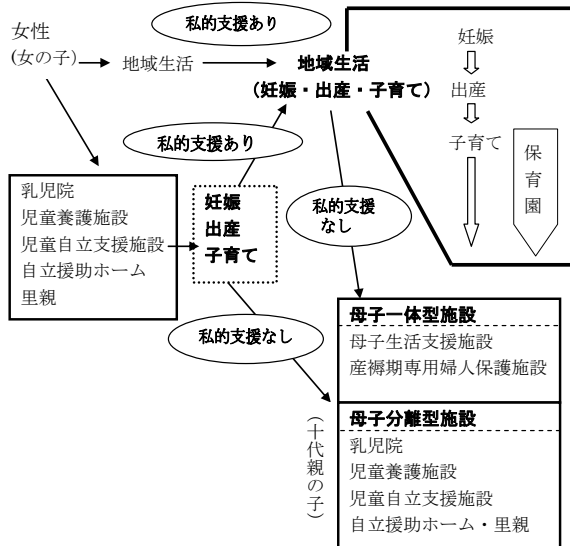 私的支援あり
女性
(女の子)
地域生活
地域生活
（妊娠・出産・子育て）
妊娠
出産
子育て
保育園
私的支援あり
乳児院
児童養護施設
児童自立支援施設
自立援助ホーム
里親
妊娠
出産
子育て
私的支援
なし
私的支援なし
母子一体型施設
母子生活支援施設
産褥期専用婦人保護施設
母子分離型施設
（十代親の子）
乳児院
児童養護施設
児童自立支援施設
自立援助ホーム・里親